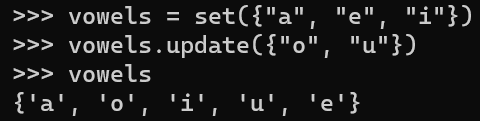 >>> vowels = set({"a", "e", "i"})
>>> vowels.update({"o", "u"})
>>> vowels
{'a', 'o', 'i', 'u', 'e'}